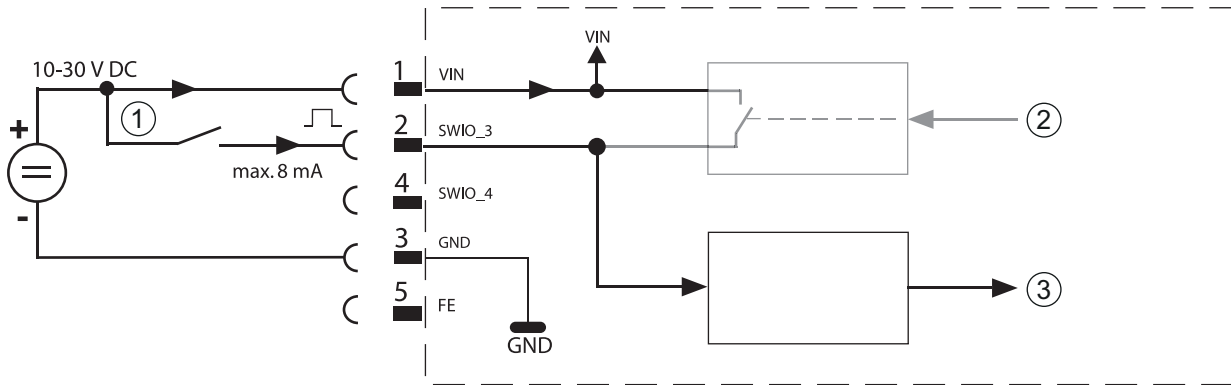 VIN
10-30 V DC
1 VIN
+
①
②
2 SWIO_3
max. 8 mA
4 SWIO_4
-
3 GND
③
5 FE
GND